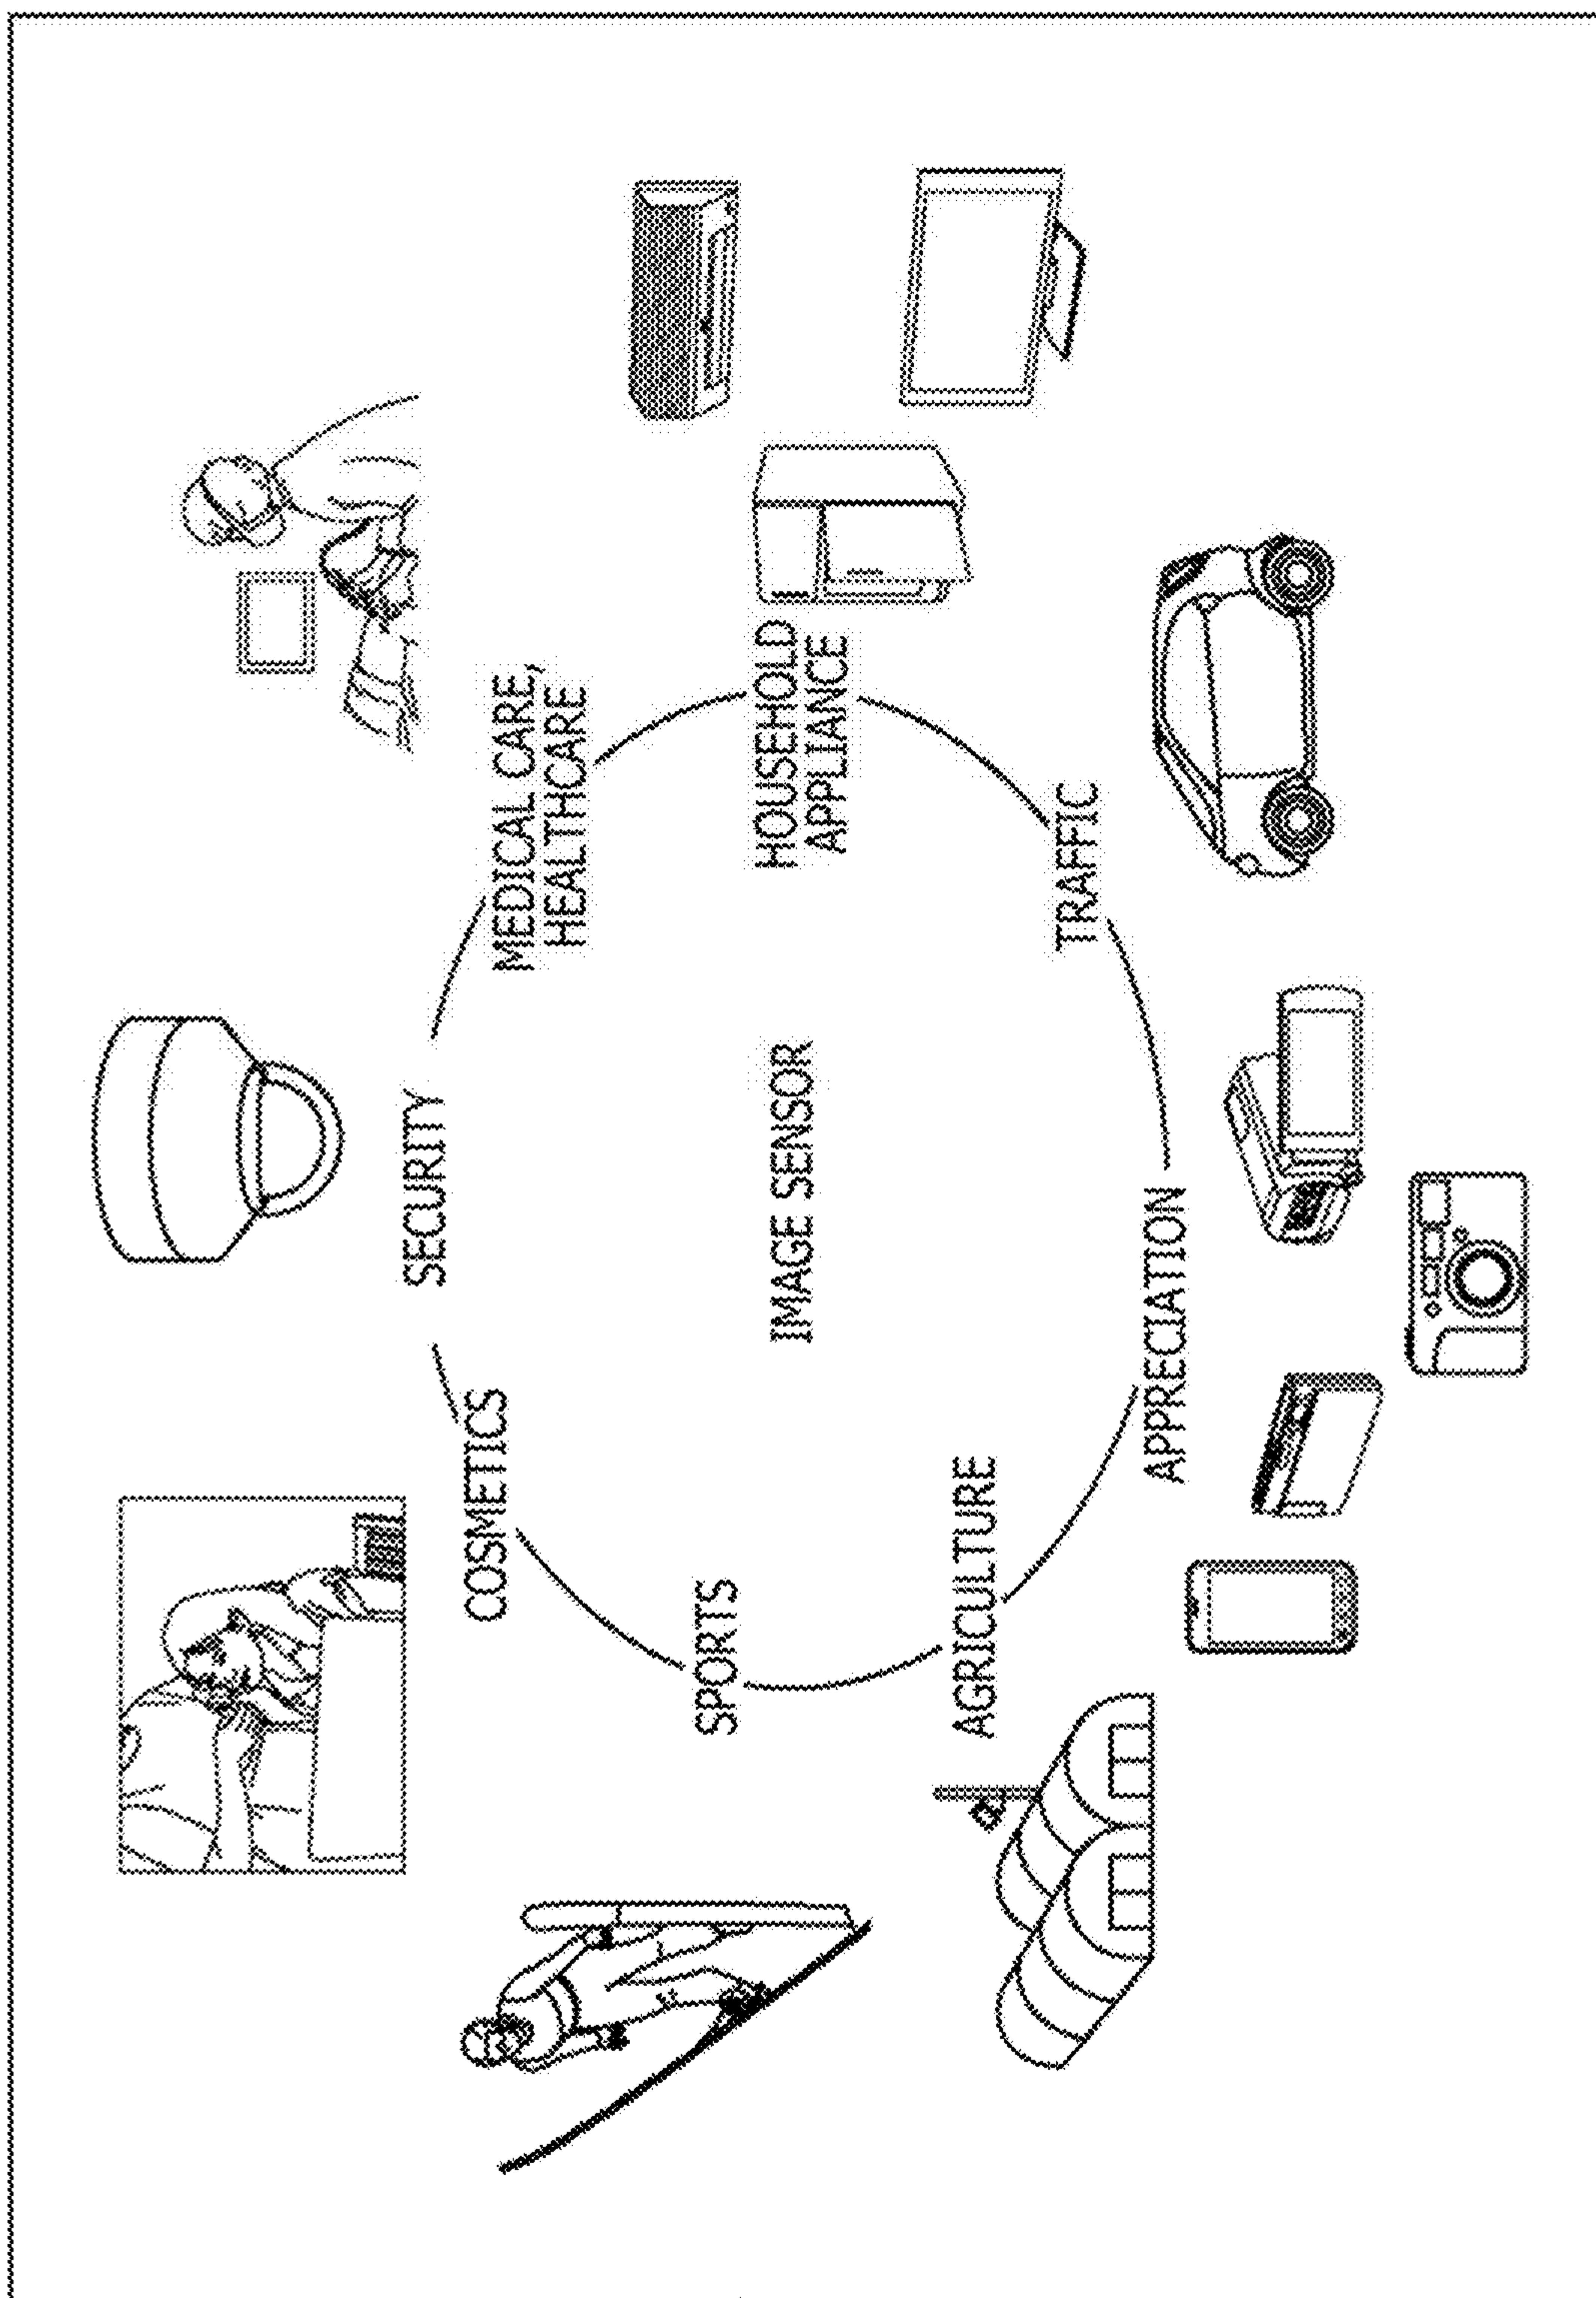 SECURITY
MEDICAL CARE,
HEALTHCARE
COSMETICS
SPORTS
IMAGE SENSOR
HOUSEHOLD
APPLIANCE
AGRICULTURE
TRAFFIC
APPRECIATION